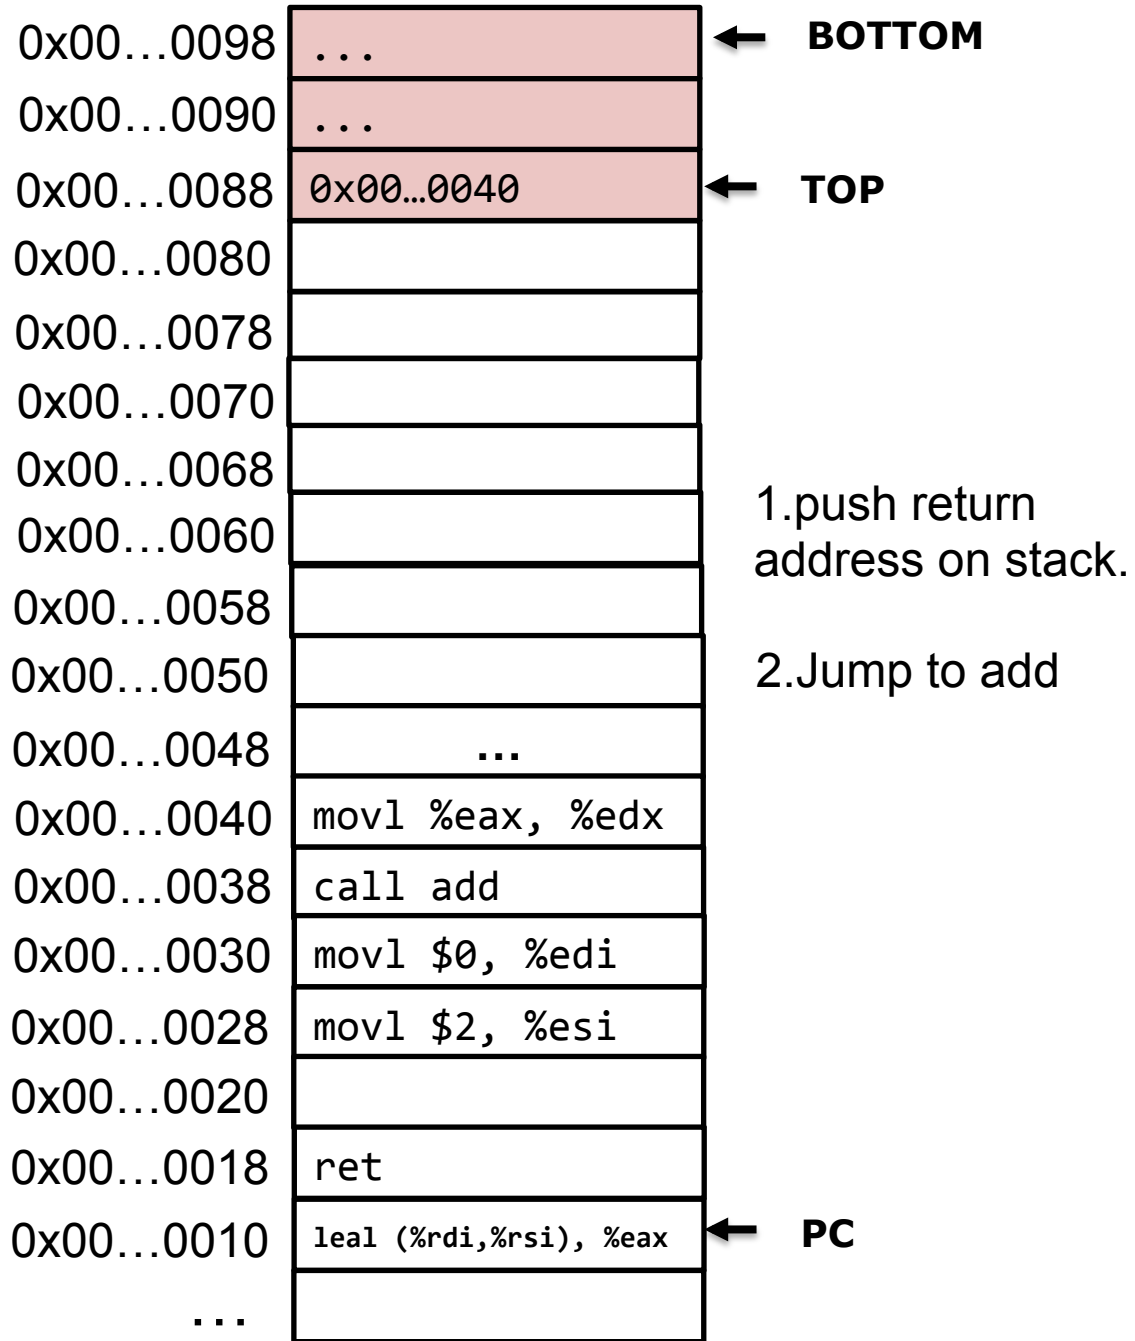 0x00…0098 ... BOTTOM
0x00…0090 ...
0x00…0088 0x00…0040 TOP
0x00…0080
0x00…0078
0x00…0070
0x00…0068
0x00…0060
0x00…0058
0x00…0050
0x00…0048 ...
0x00…0040 movl %eax, %edx
0x00…0038 call add
0x00…0030 movl $0, %edi
0x00…0028 movl $2, %esi
0x00…0020
0x00…0018 ret
0x00…0010 leal (%rdi,%rsi), %eax PC
...
1.push return
address on stack.
2.Jump to add